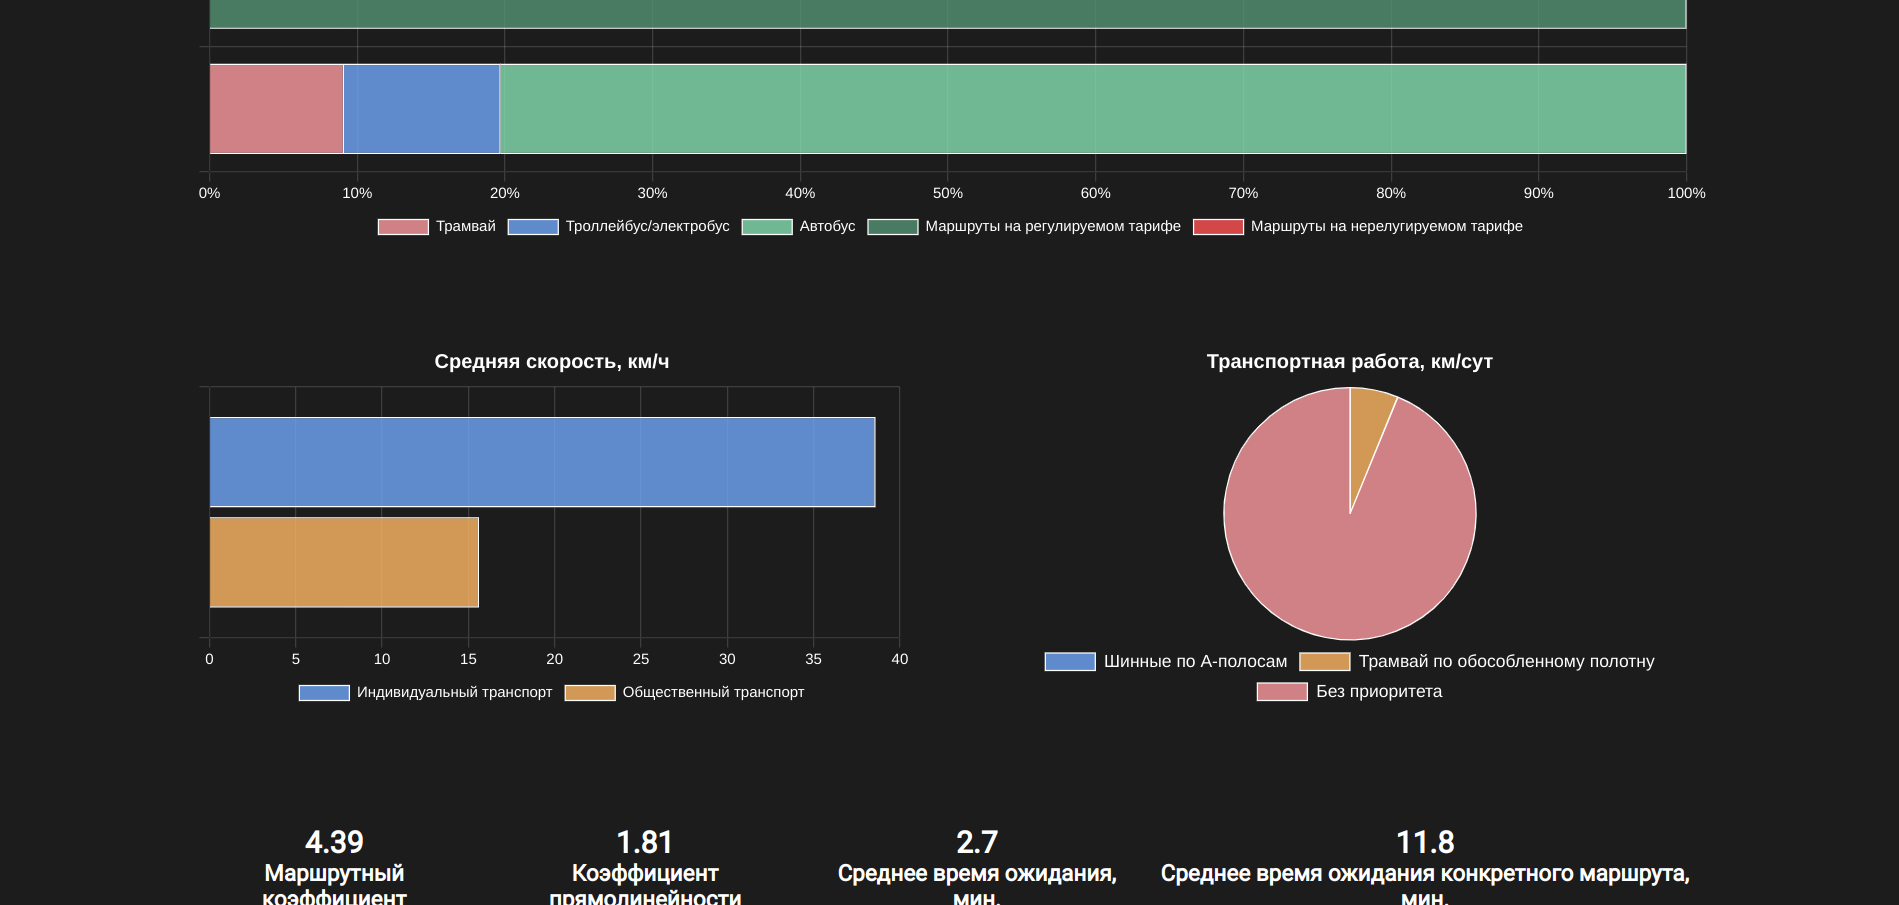 0% 10% 20% 30% 40% 50% 60% 70% 80% 90% 100%
Трамвай Троллейбус/электробус Автобус Маршруты на регулируемом тарифе Маршруты на нерелугируемом тарифе
Средняя скорость, км/ч
0 5 10 15 20 25 30 35 40
Индивидуальный транспорт Общественный транспорт
Транспортная работа, км/сут
Шинные по А-полосам Трамвай по обособленному полотну
Без приоритета
4.39
Маршрутный
коэффициент
1.81
Коэффициент
прямолинейности
2.7
Среднее время ожидания,
мин.
11.8
Среднее время ожидания конкретного маршрута,
мин.